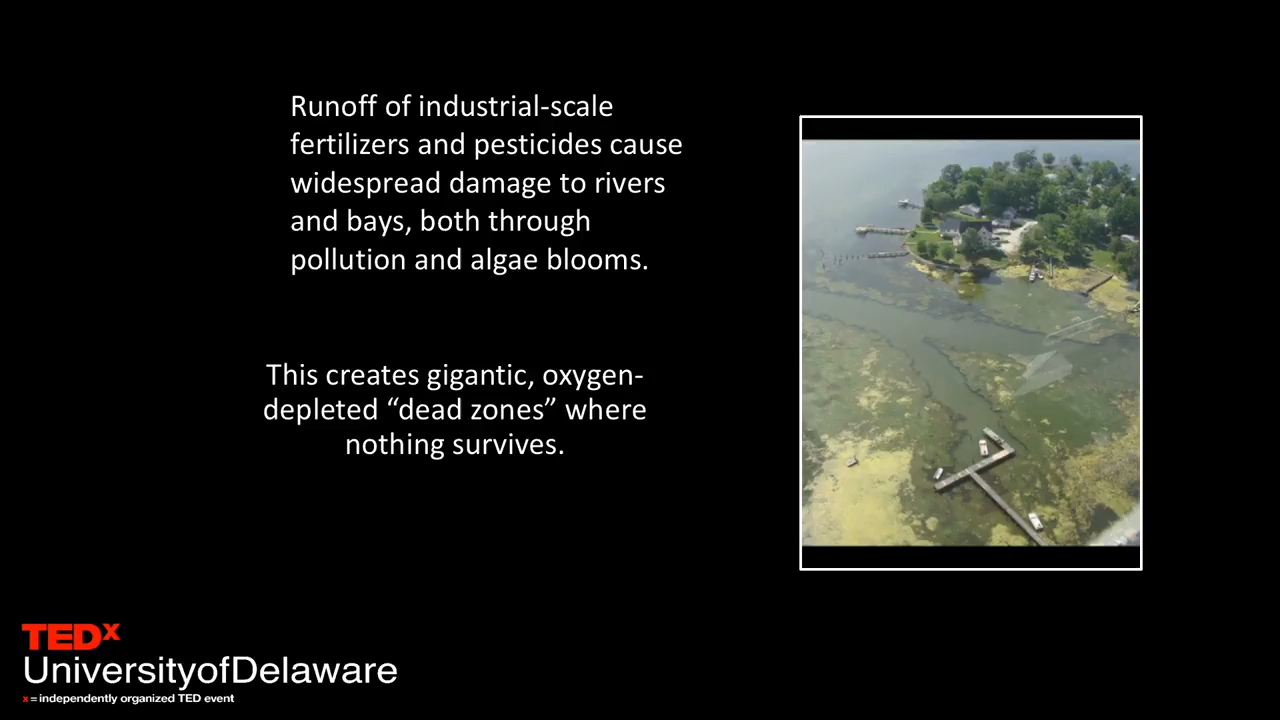 Runoff of industrial-scale
fertilizers and pesticides cause
widespread damage to rivers
and bays, both through
pollution and algae blooms.
This creates gigantic, oxygen-
depleted “dead zones” where
nothing survives.
TEDx
UniversityofDelaware
x = independently organized TED event